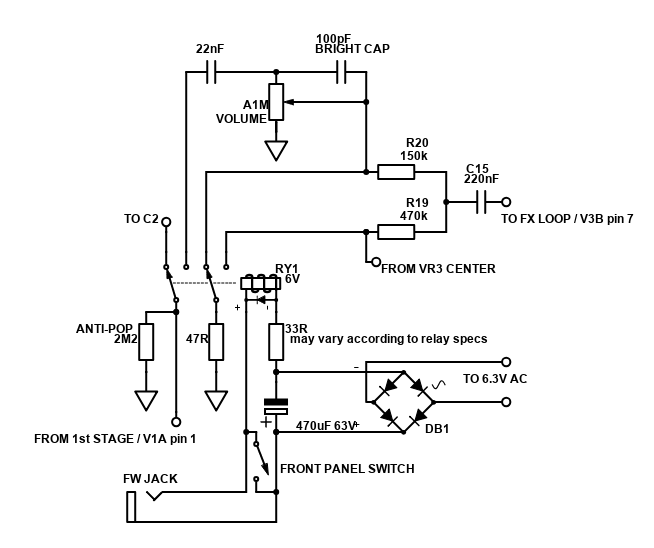 100pF
22nF
BRIGHT CAP
A1M
VOLUME
R20
150k
C15
220nF
R19
470k
TO C2
TO FX LOOP / V3B pin 7
FROM VR3 CENTER
RY1
6V
+
-
ANTI-POP
2M2
47R
33R
may vary according to relay specs
–
TO 6.3V AC
+
470uF 63V
+
DB1
FROM 1st STAGE / V1A pin 1
FRONT PANEL SWITCH
FW JACK